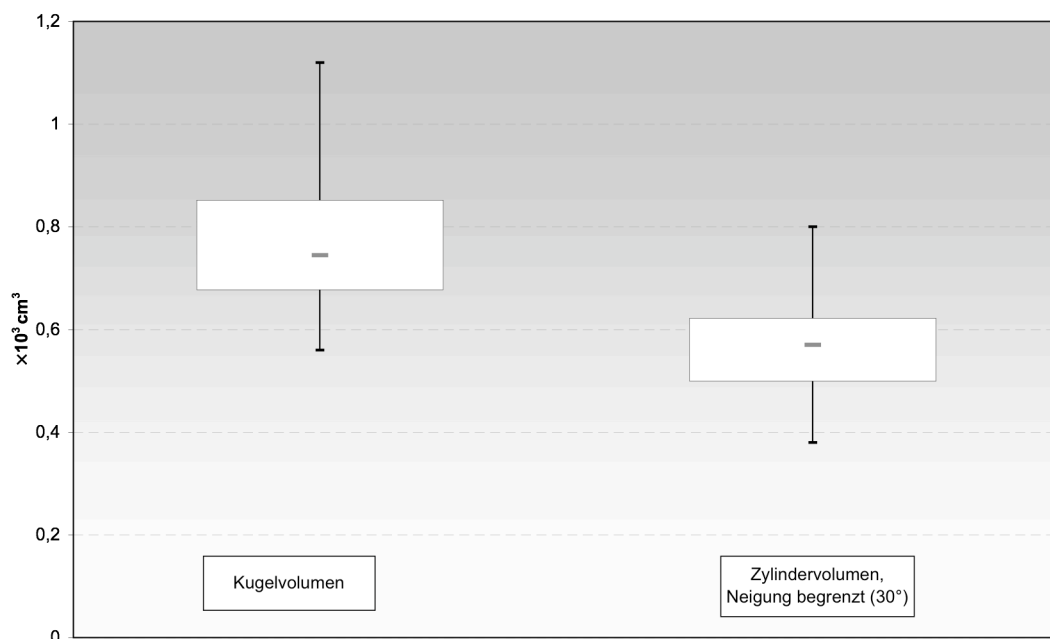 1,2
1
0,8
0,6
0,4
0,2
0
×10³ cm³
Kugelvolumen
Zylindervolumen,
Neigung begrenzt (30°)